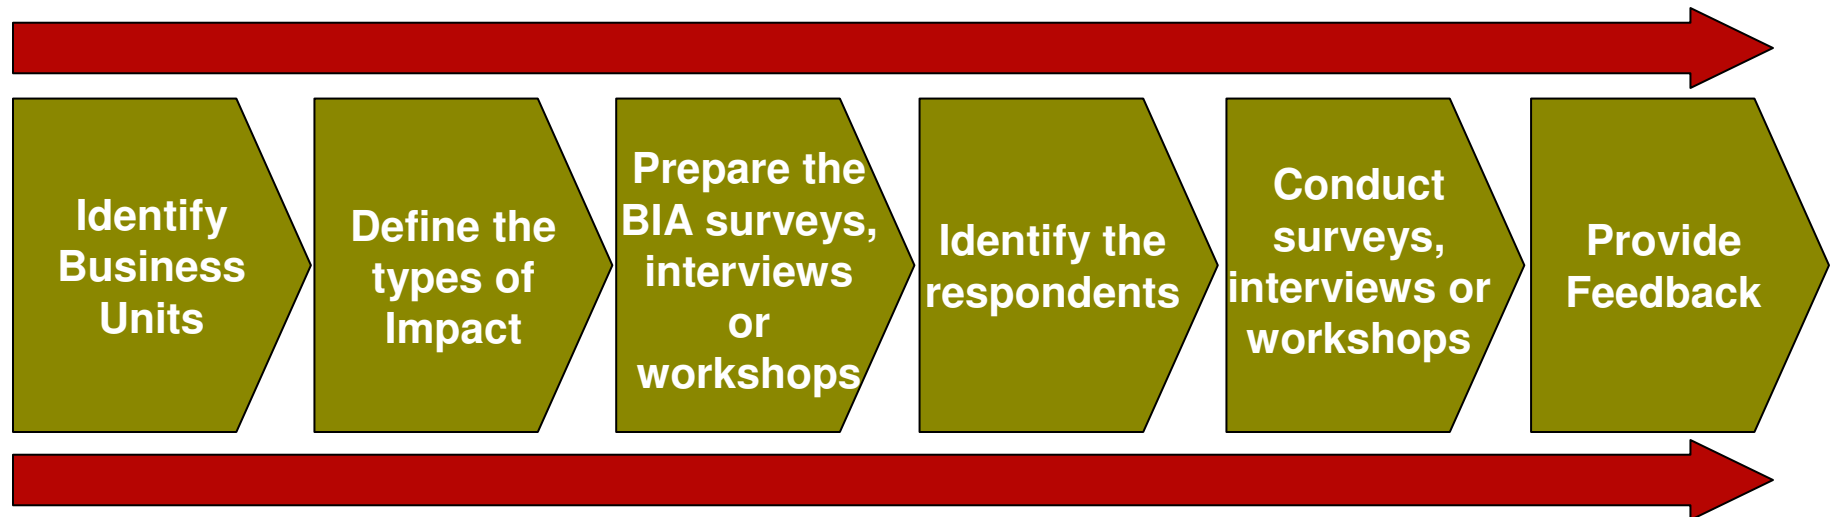 Identify
Business
Units
Define the
types of
Impact
Prepare the
BIA surveys,
interviews
or
workshops
Identify the
respondents
Conduct
surveys,
interviews or
workshops
Provide
Feedback